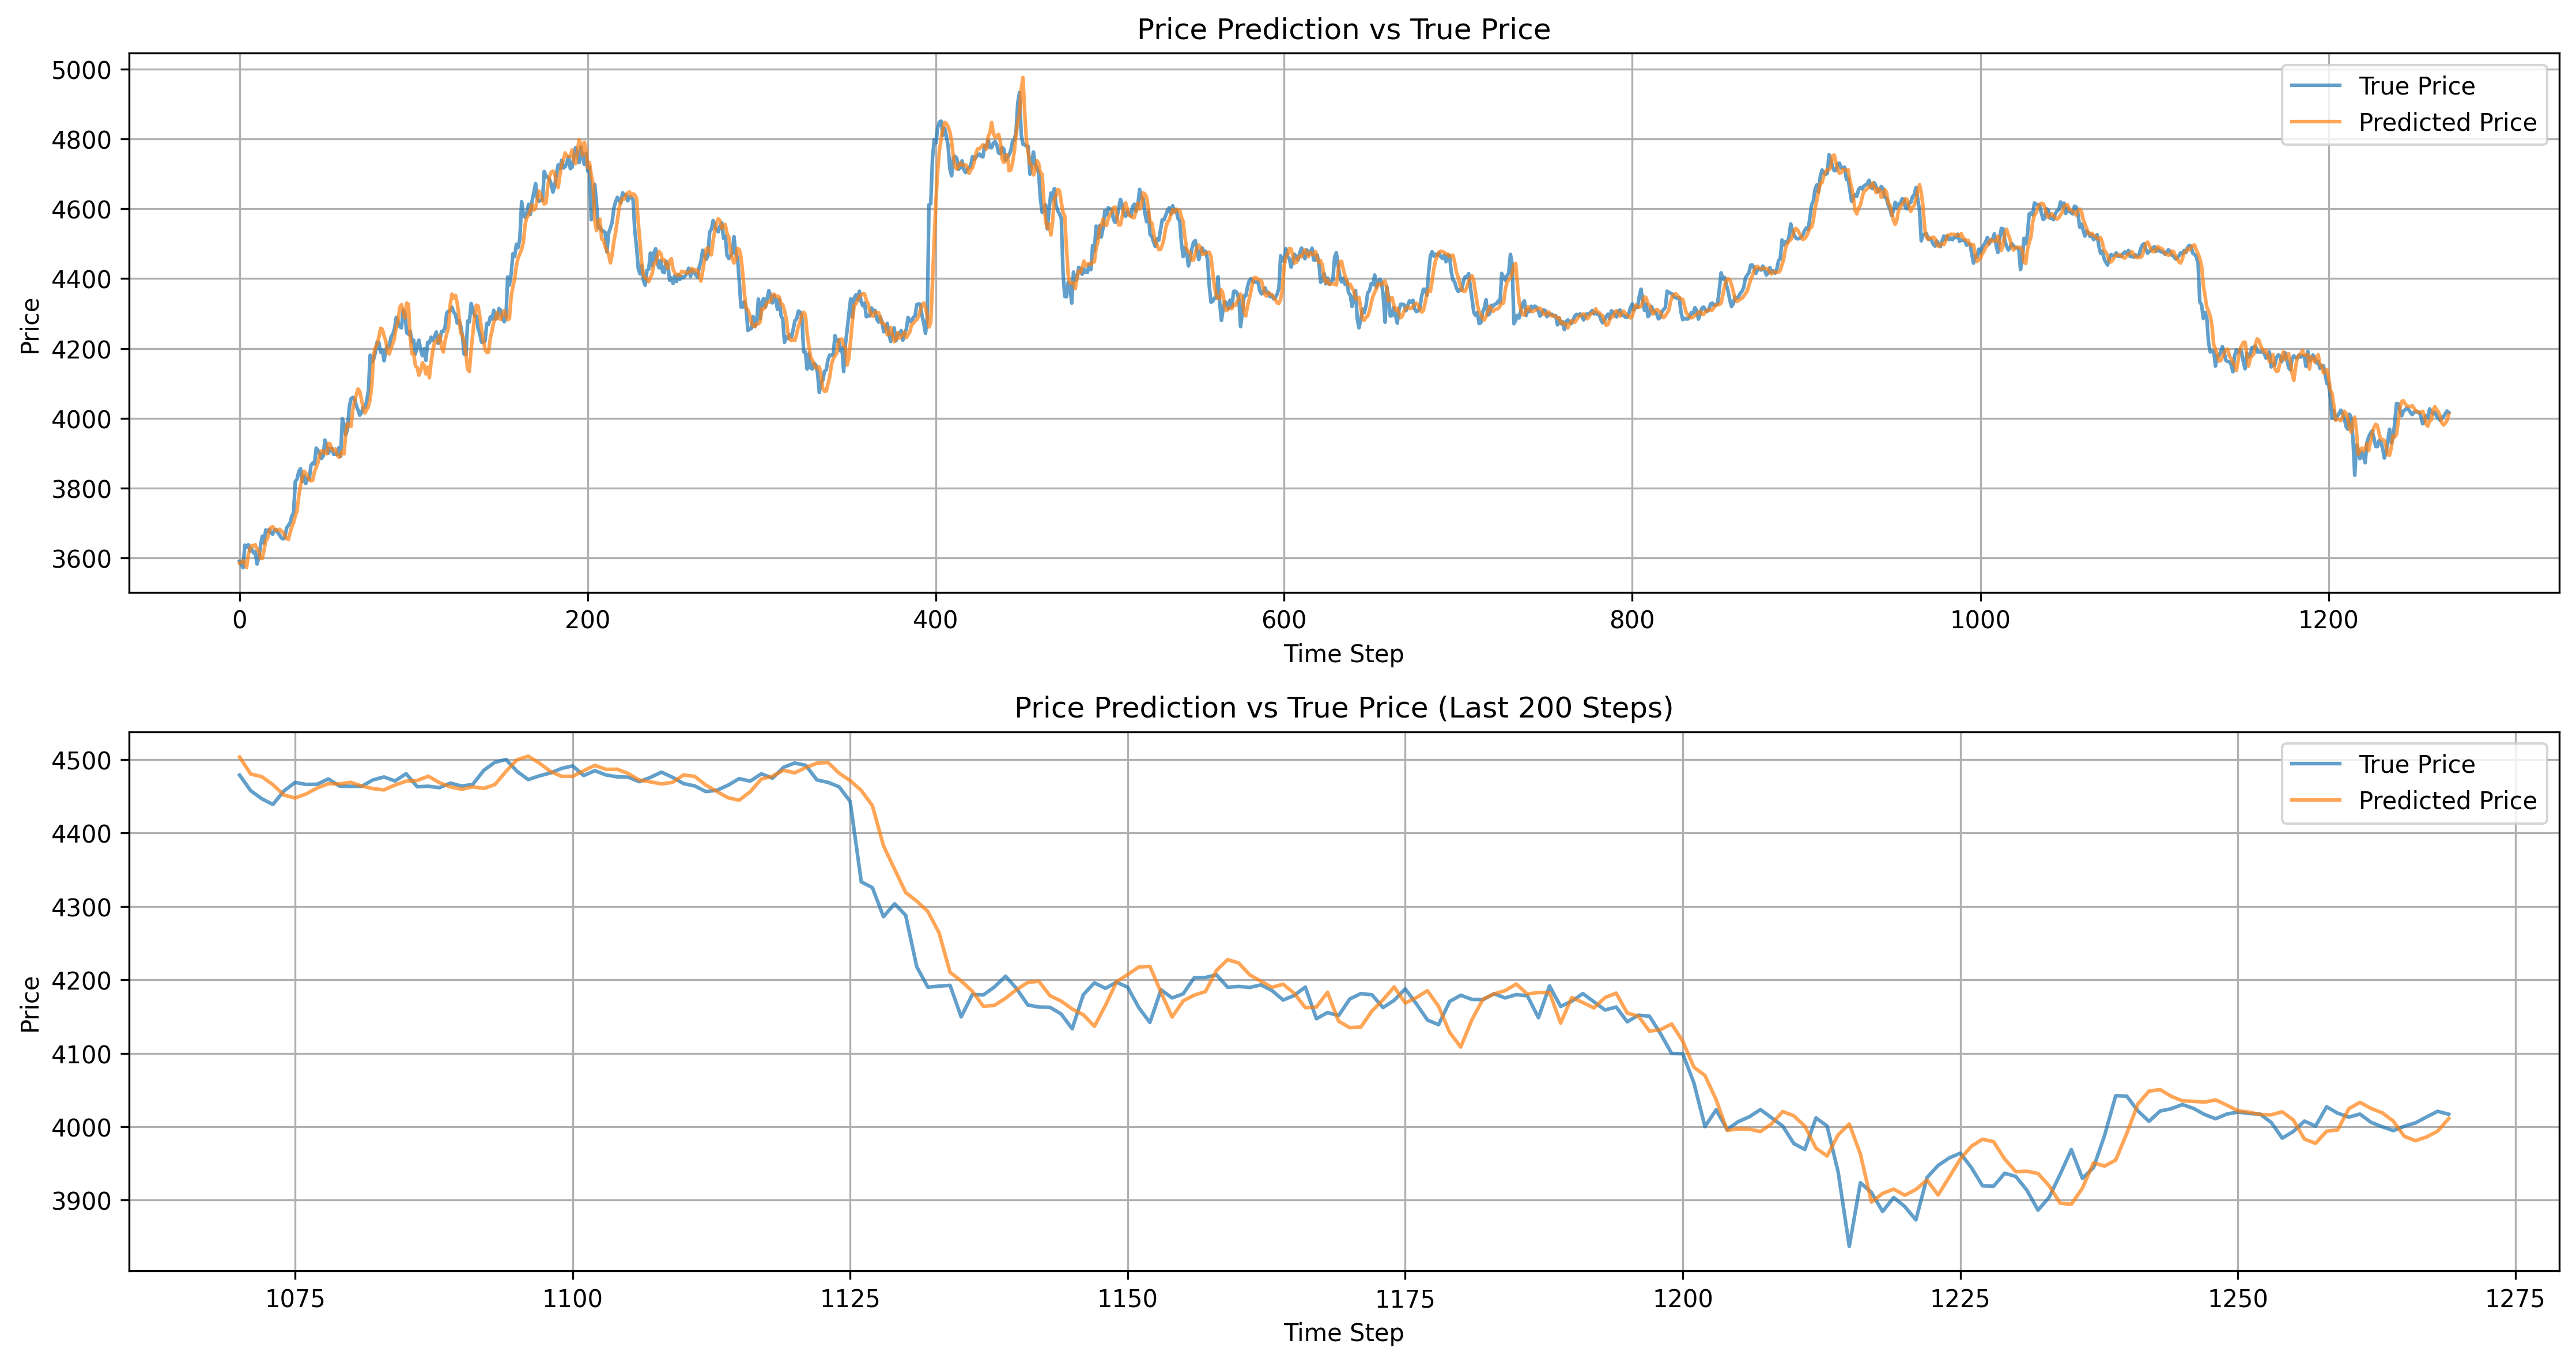 Price Prediction vs True Price
5000
4800
4600
4400
4200
4000
3800
3600
Price
True Price
Predicted Price
0 200 400 600 800 1000 1200
Time Step
Price Prediction vs True Price (Last 200 Steps)
4500
4400
4300
4200
4100
4000
3900
Price
True Price
Predicted Price
1075 1100 1125 1150 1175 1200 1225 1250 1275
Time Step